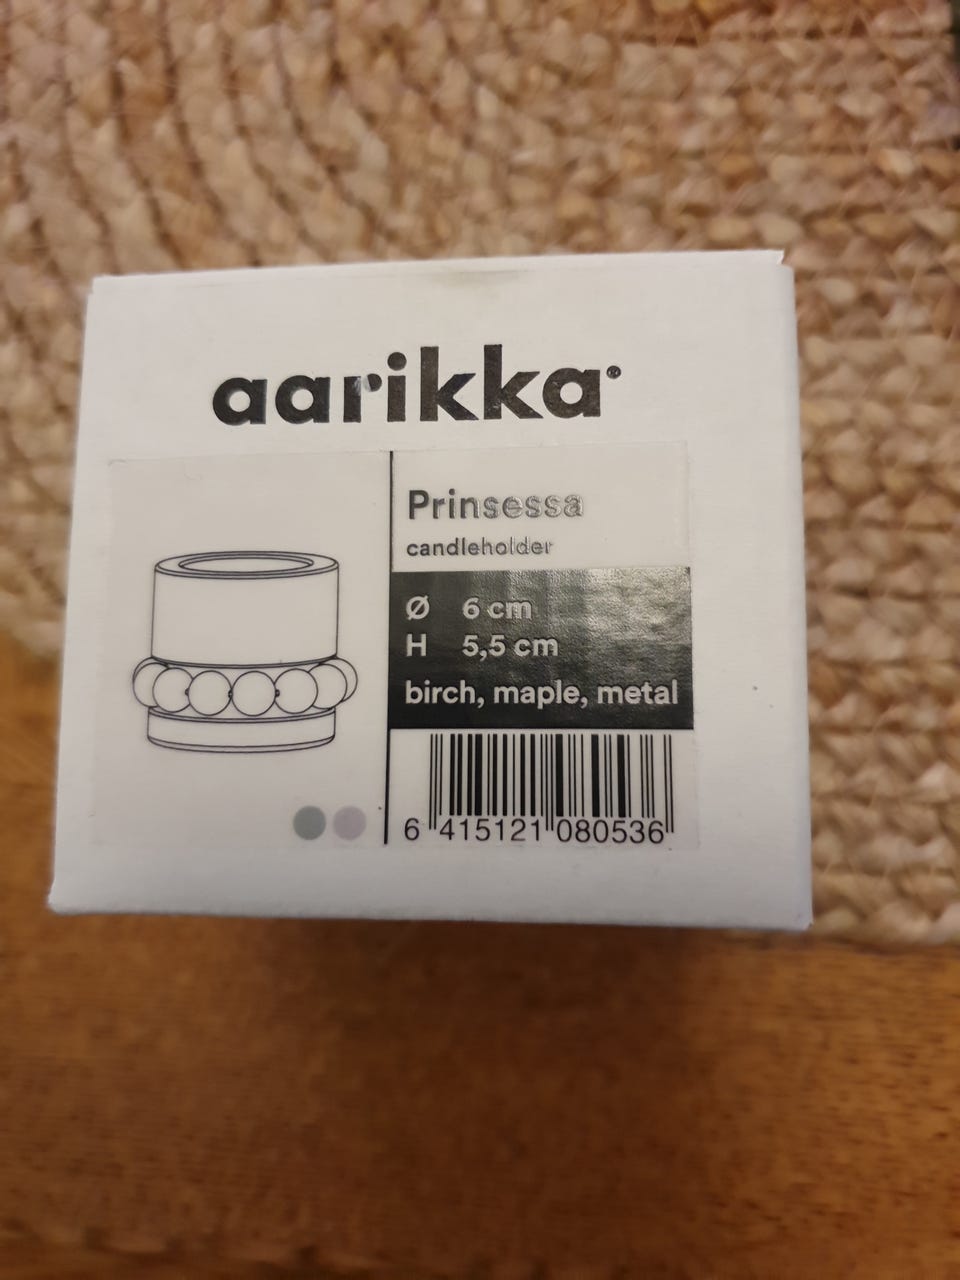 aarikka®
Prinsessa
candleholder
Ø 6 cm
H 5,5 cm
birch, maple, metal
6 415121 080536